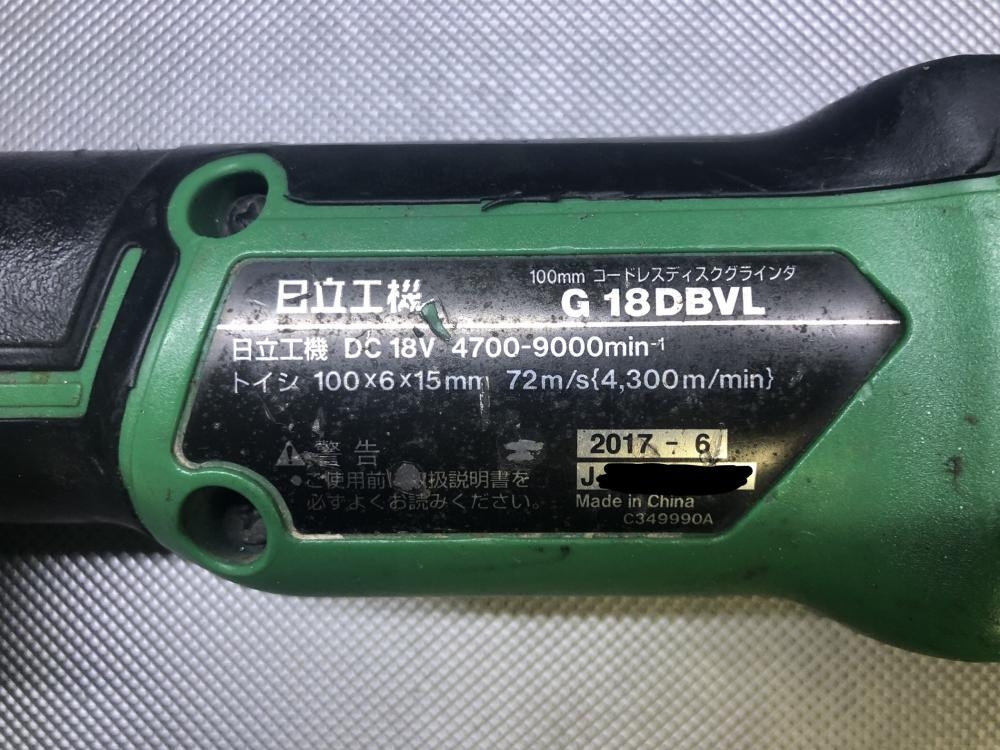 100mm コードレスディスクグラインダ
日立工機 G 18DBVL
日立工機 DC 18V 4700-9000min⁻¹
トイシ 100×6×15mm 72m/s{4,300m/min}
警告
•ご使用前に取扱説明書を
必ずよくお読みください。
2017 - 6
J
Made in China
C349990A